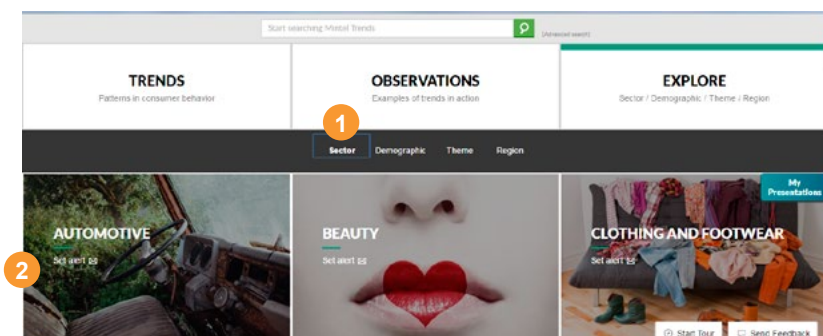 Start searching Mintel Trends
[Advanced search]
TRENDS
Patterns in consumer behavior
OBSERVATIONS
Examples of trends in action
EXPLORE
Sector / Demographic / Theme / Region
1
Sector Demographic Theme Region
My
Presentations
AUTOMOTIVE
Set alert
BEAUTY
Set alert
CLOTHING AND FOOTWEAR
Set alert
2
Start Tour
Send Feedback